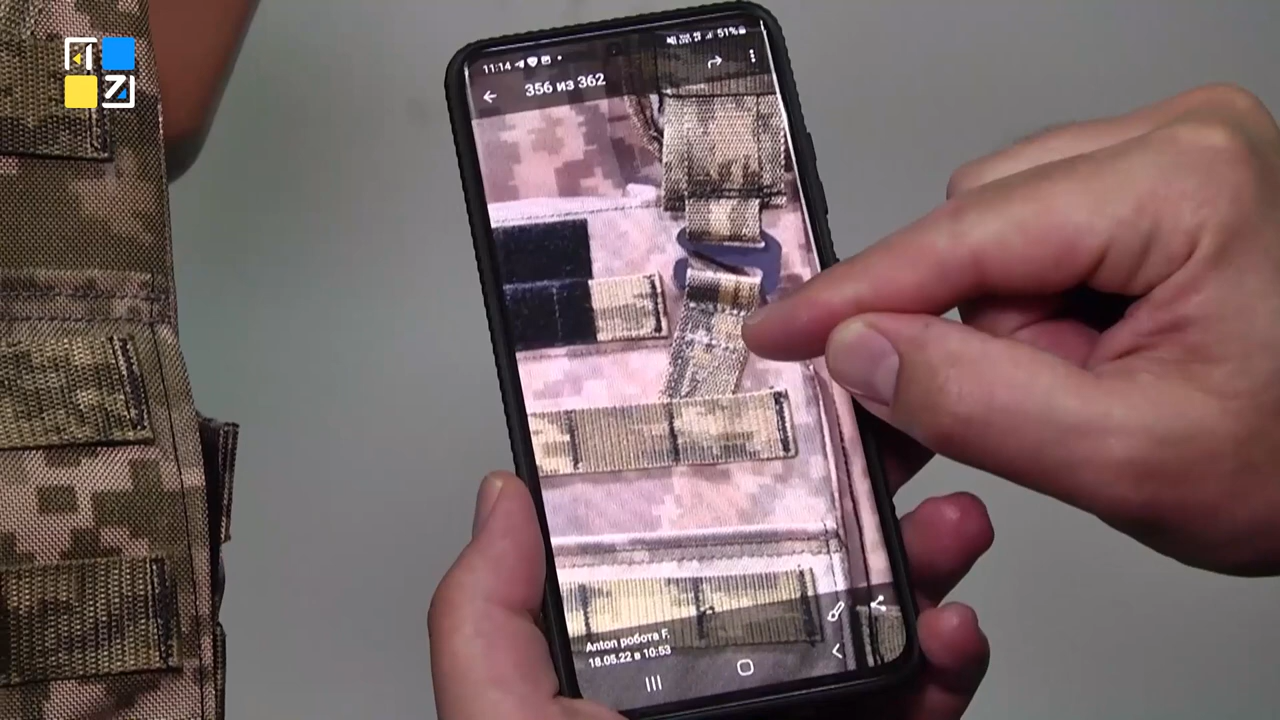 11:14
51%
356 из 362
Anton робота F.
18.05.22 в 10:53